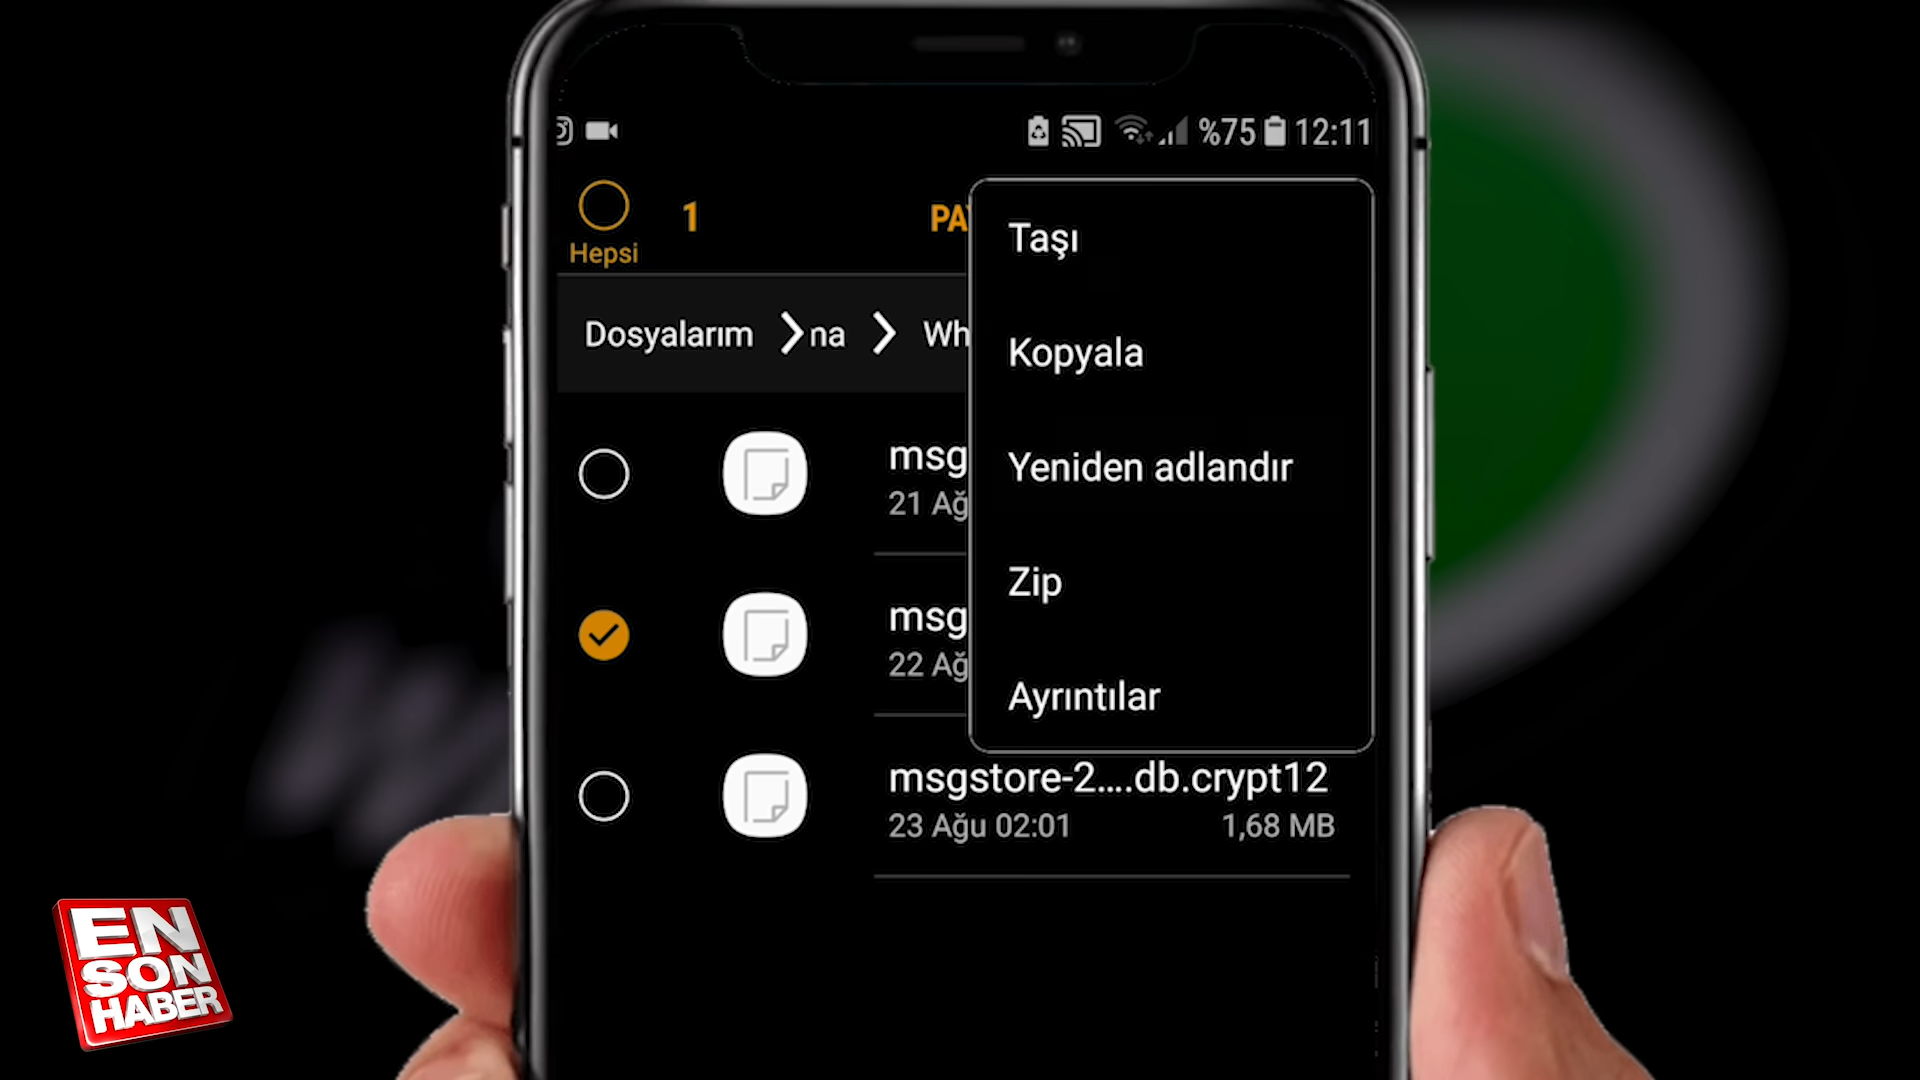 %75 12:11
Hepsi
1
PA
Dosyalarım
na
Wh
Taşı
Kopyala
Yeniden adlandır
Zip
Ayrıntılar
msg
21 Ağ
msg
22 Ağ
msgstore-2....db.crypt12
23 Ağu 02:01 1,68 MB
EN
SON
HABER